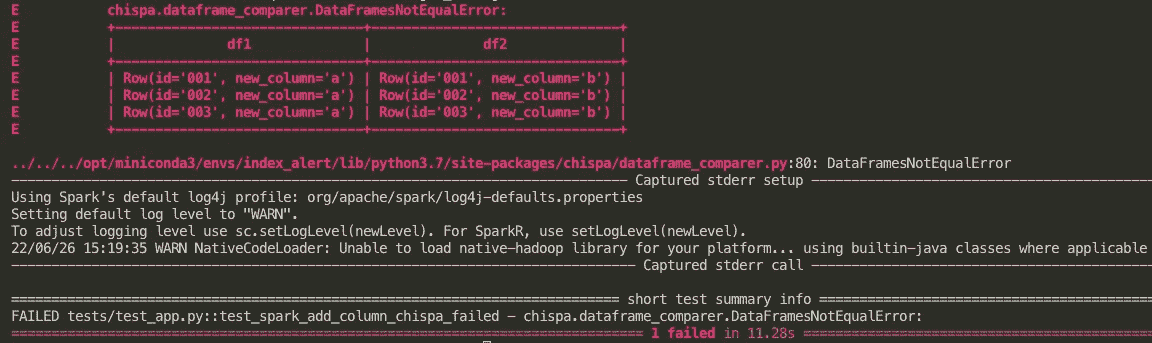 E chispa.dataframe_comparer.DataFramesNotEqualError:
E +------------------------------+------------------------------+
E | df1 | df2 |
E +------------------------------+------------------------------+
E | Row(id='001', new_column='a') | Row(id='001', new_column='b') |
E | Row(id='002', new_column='a') | Row(id='002', new_column='b') |
E | Row(id='003', new_column='a') | Row(id='003', new_column='b') |
E +------------------------------+------------------------------+
../../../opt/miniconda3/envs/index_alert/lib/python3.7/site-packages/chispa/dataframe_comparer.py:80: DataFramesNotEqualError
Captured stderr setup
Using Spark's default log4j profile: org/apache/spark/log4j-defaults.properties
Setting default log level to "WARN".
To adjust logging level use sc.setLogLevel(newLevel). For SparkR, use setLogLevel(newLevel).
22/06/26 15:19:35 WARN NativeCodeLoader: Unable to load native-hadoop library for your platform... using builtin-java classes where applicable
Captured stderr call
short test summary info
FAILED tests/test_app.py::test_spark_add_column_chispa_failed - chispa.dataframe_comparer.DataFramesNotEqualError:
1 failed in 11.28s